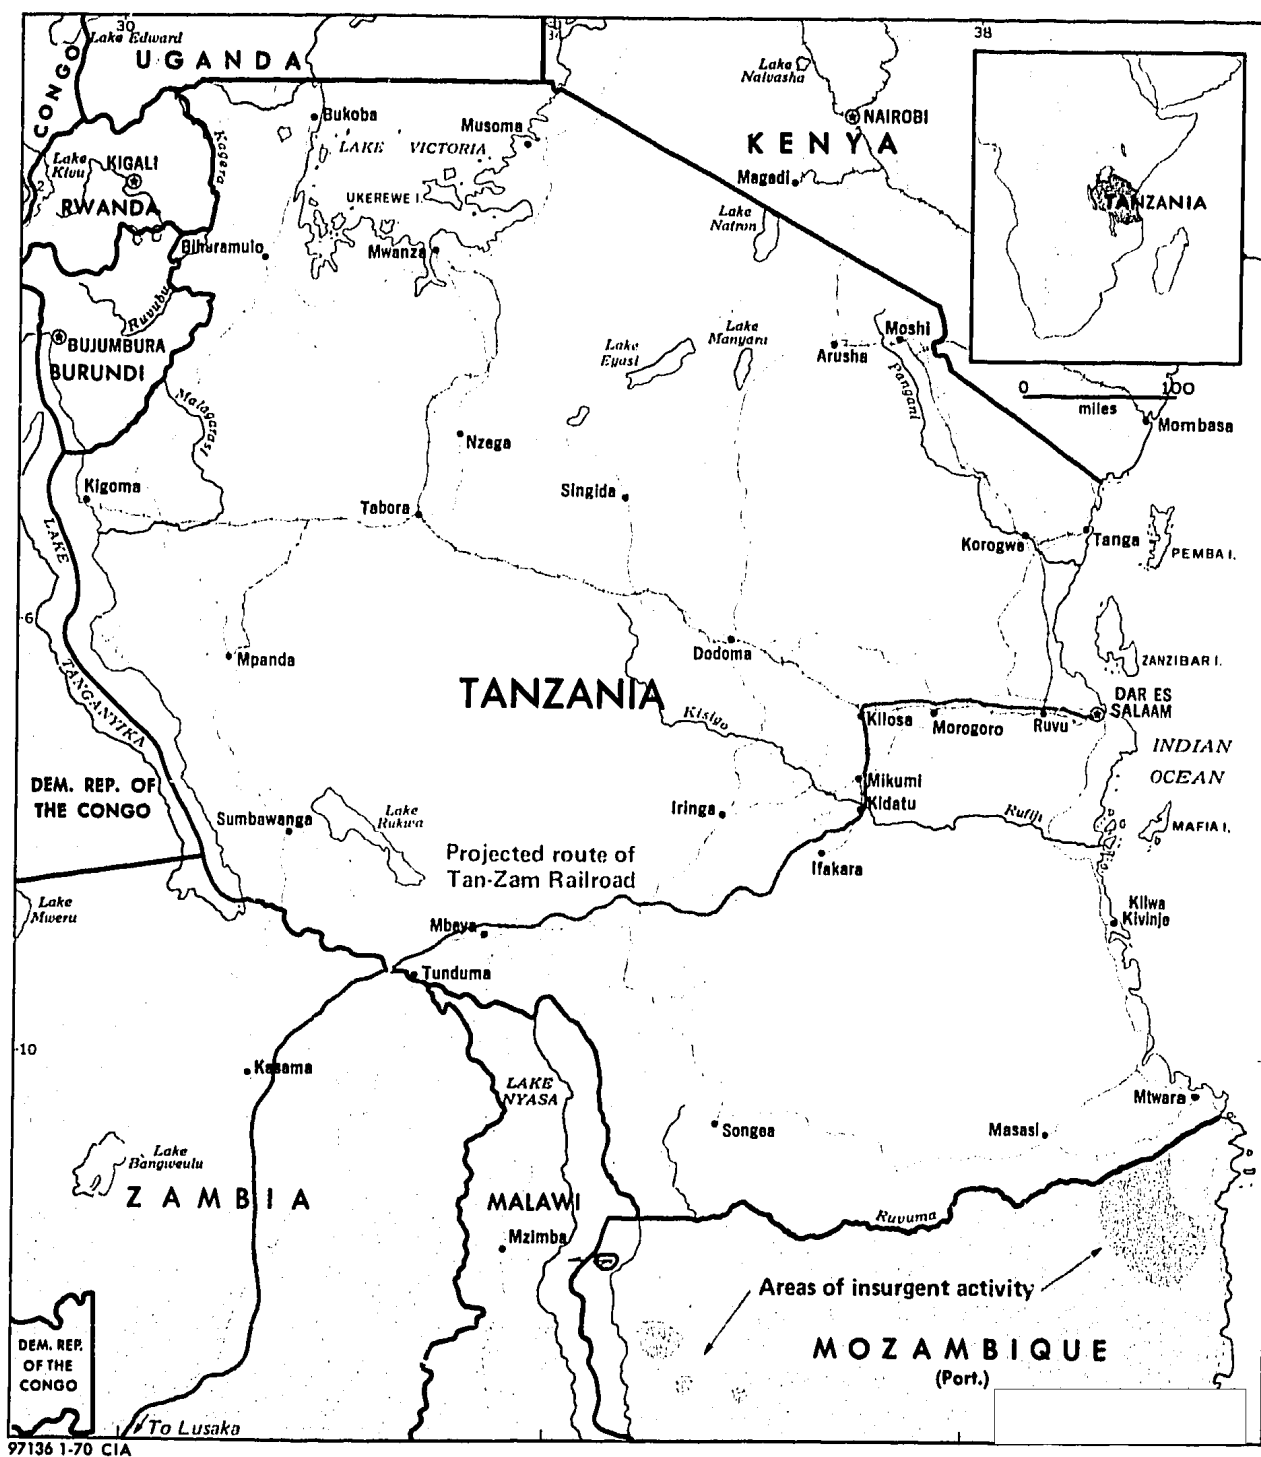 30
38
Lake Edward
UGANDA
CONGO
Lake
Naivasha
NAIROBI
KENYA
Bukoba
Musoma
LAKE VICTORIA
Kagera
Lake
Kivu
KIGALI
2
RWANDA
UKEREWE I.
Magadi
Lake
Natron
TANZANIA
Biharamulo
Mwanza
Ruvubu
BUJUMBURA
BURUNDI
Lake
Eyasi
Lake
Manyara
Arusha
Moshi
Pangani
0 100
miles
Mombasa
Malagarasi
Nzega
Kigoma
Tabora
Singida
Korogwe
Tanga
PEMBA I.
LAKE
TANGANYIKA
6
Mpanda
Dodoma
ZANZIBAR I.
TANZANIA
Kisigo
Kilosa
Morogoro
Ruvu
DAR ES
SALAAM
INDIAN
OCEAN
DEM. REP. OF
THE CONGO
Mikumi
Kidatu
Sumbawanga
Lake
Rukwa
Iringa
Rufiji
MAFIA I.
Ifakara
Projected route of
Tan-Zam Railroad
Lake
Mweru
Mbeya
Kilwa
Kivinje
Tunduma
10
Kasama
LAKE
NYASA
Mtwara
Songea
Masasi
Lake
Bangweulu
ZAMBIA
MALAWI
Mzimba
Ruvuma
Areas of insurgent activity
MOZAMBIQUE
(Port.)
DEM. REP.
OF THE
CONGO
To Lusaka
97136 1-70 CIA